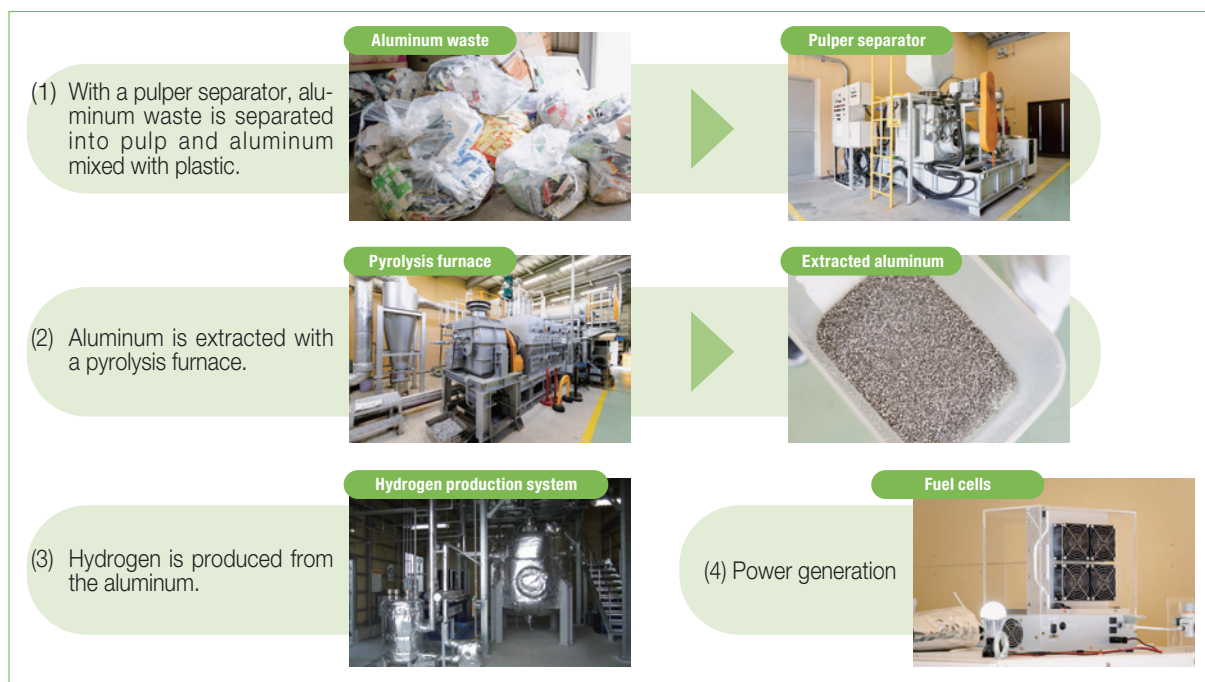 Aluminum waste
Pulper separator
(1) With a pulper separator, alu-
minum waste is separated
into pulp and aluminum
mixed with plastic.
Pyrolysis furnace
Extracted aluminum
(2) Aluminum is extracted with
a pyrolysis furnace.
Hydrogen production system
Fuel cells
(3) Hydrogen is produced from
the aluminum.
(4) Power generation